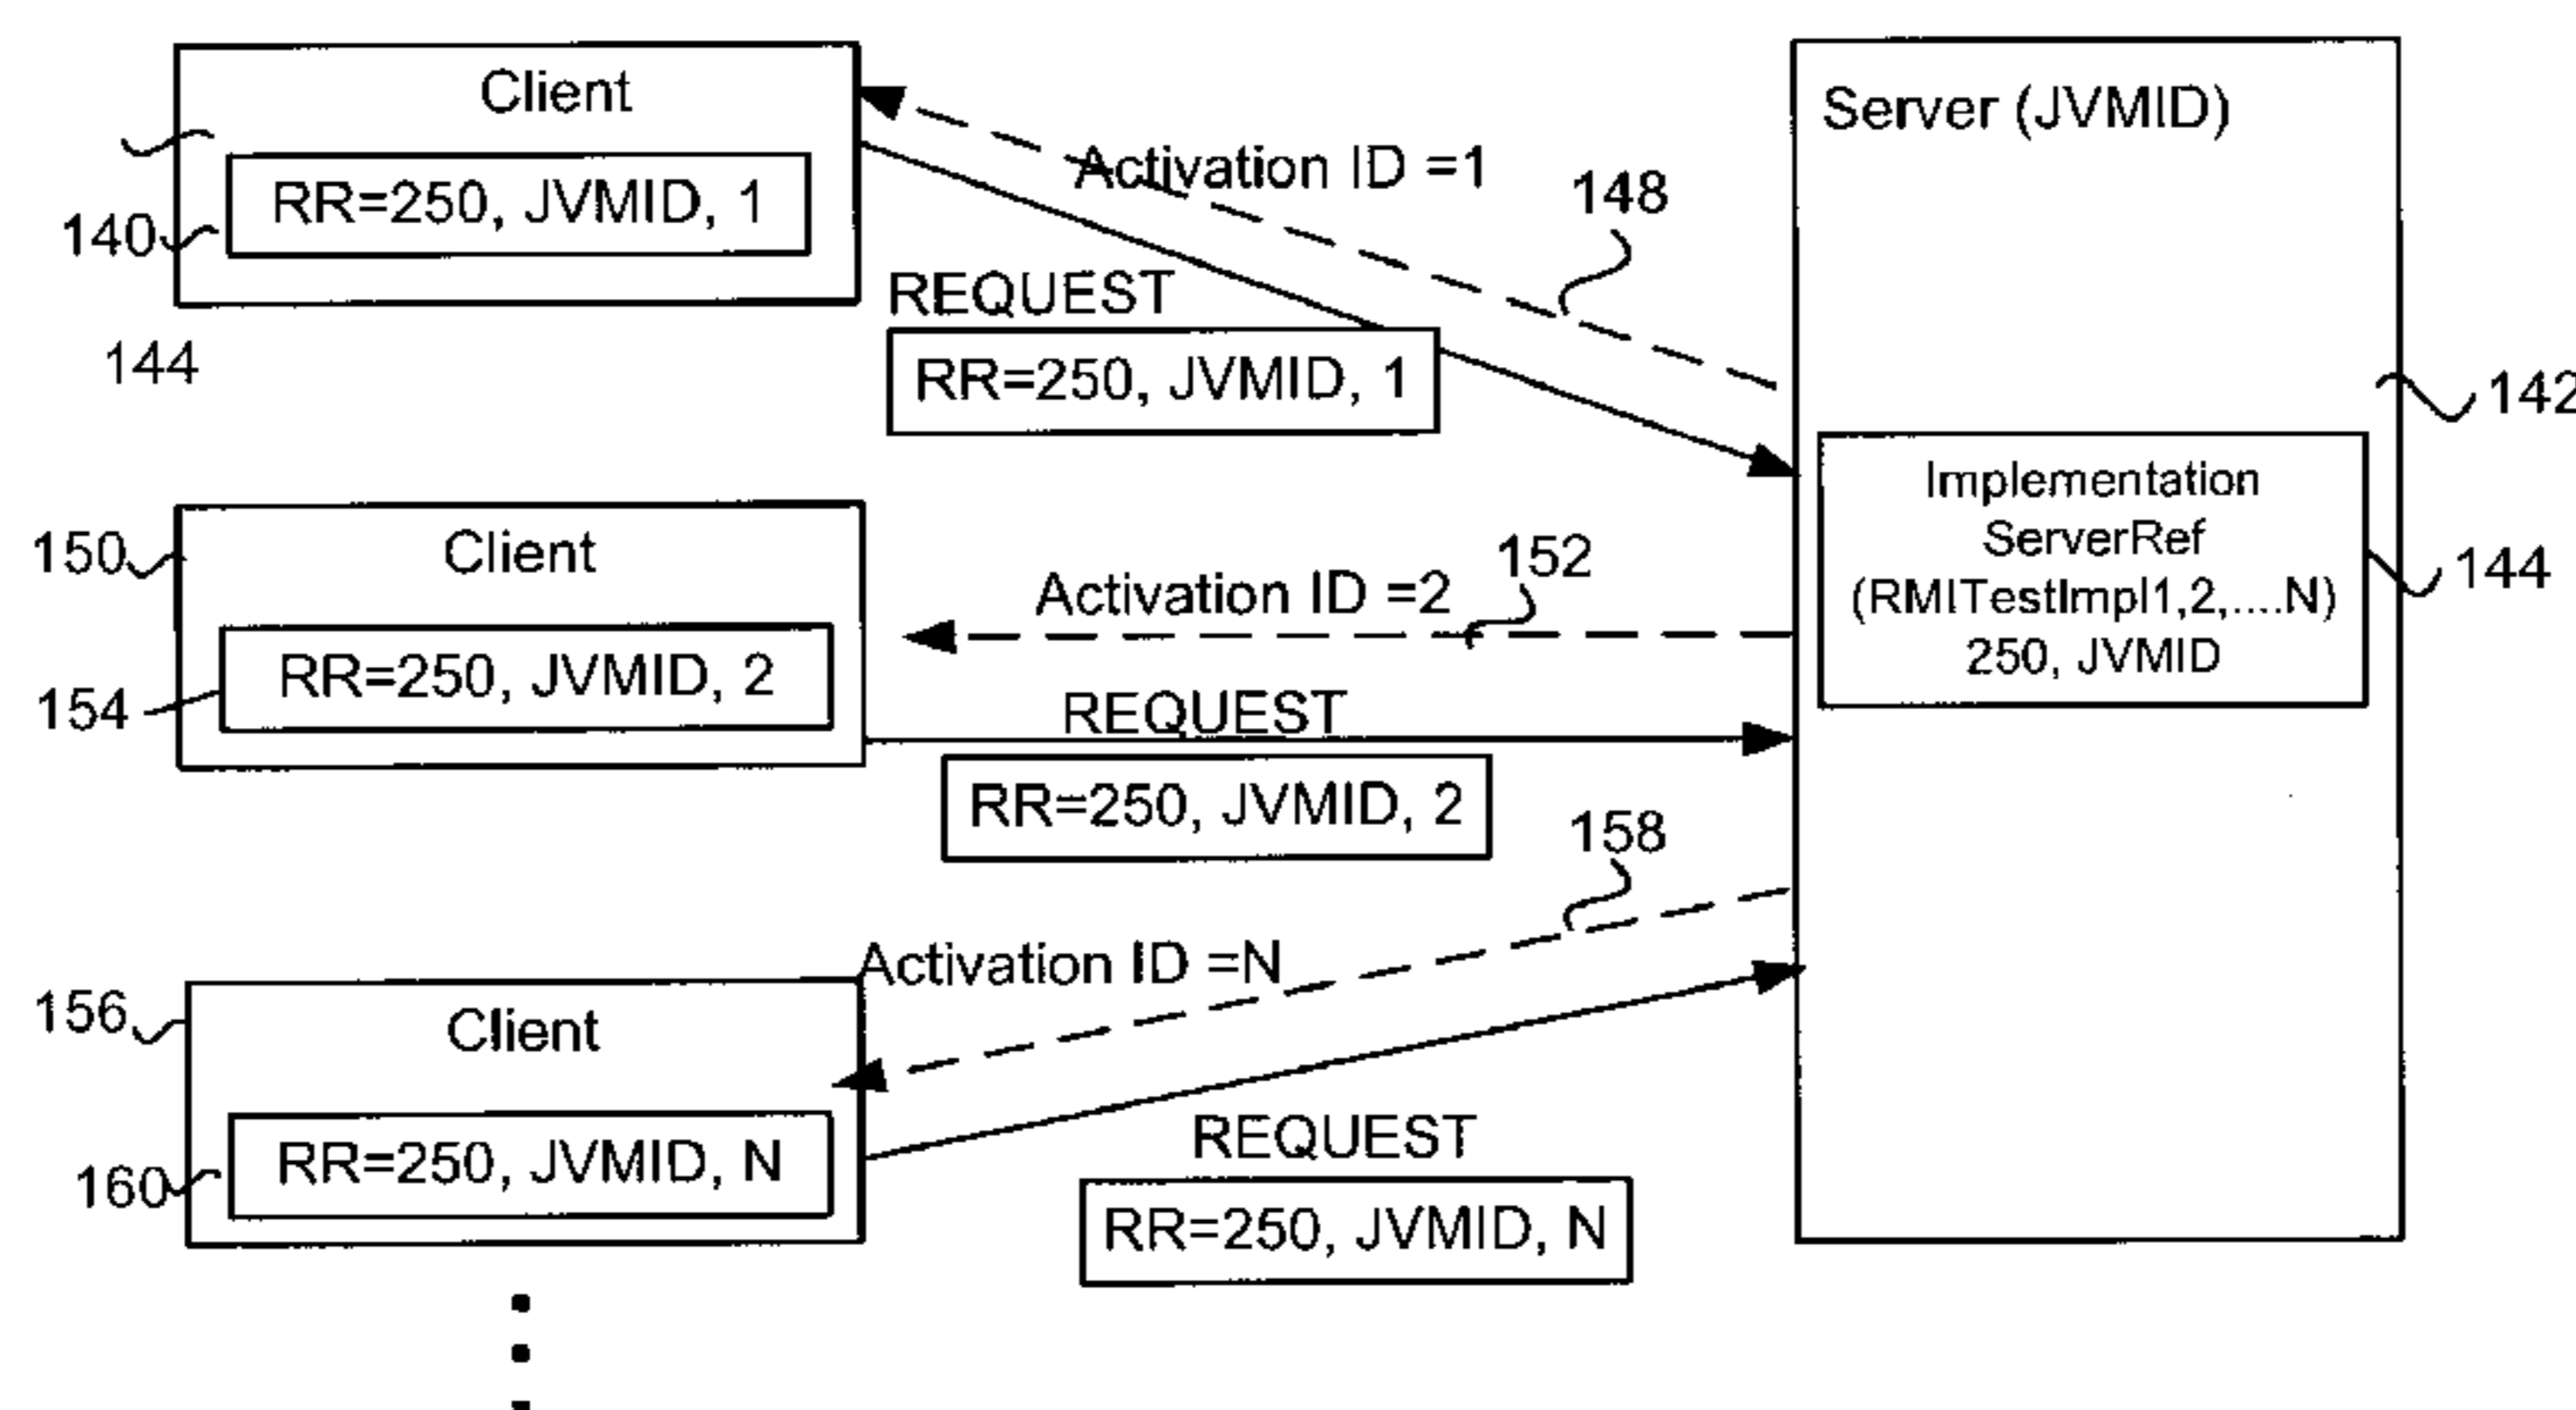 Client
RR=250, JVMID, 1
140
144
Activation ID =1
148
REQUEST
RR=250, JVMID, 1
Server (JVMID)
142
Implementation
ServerRef
(RMITestImpl1,2,....N)
250, JVMID
144
150
Client
RR=250, JVMID, 2
154
Activation ID =2
152
REQUEST
RR=250, JVMID, 2
158
Activation ID =N
156
Client
RR=250, JVMID, N
160
REQUEST
RR=250, JVMID, N